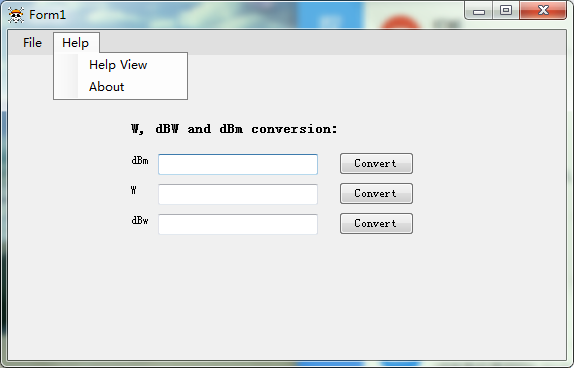 Form1
File Help
Help View
About
W, dBW and dBm conversion:
dBm Convert
W Convert
dBw Convert